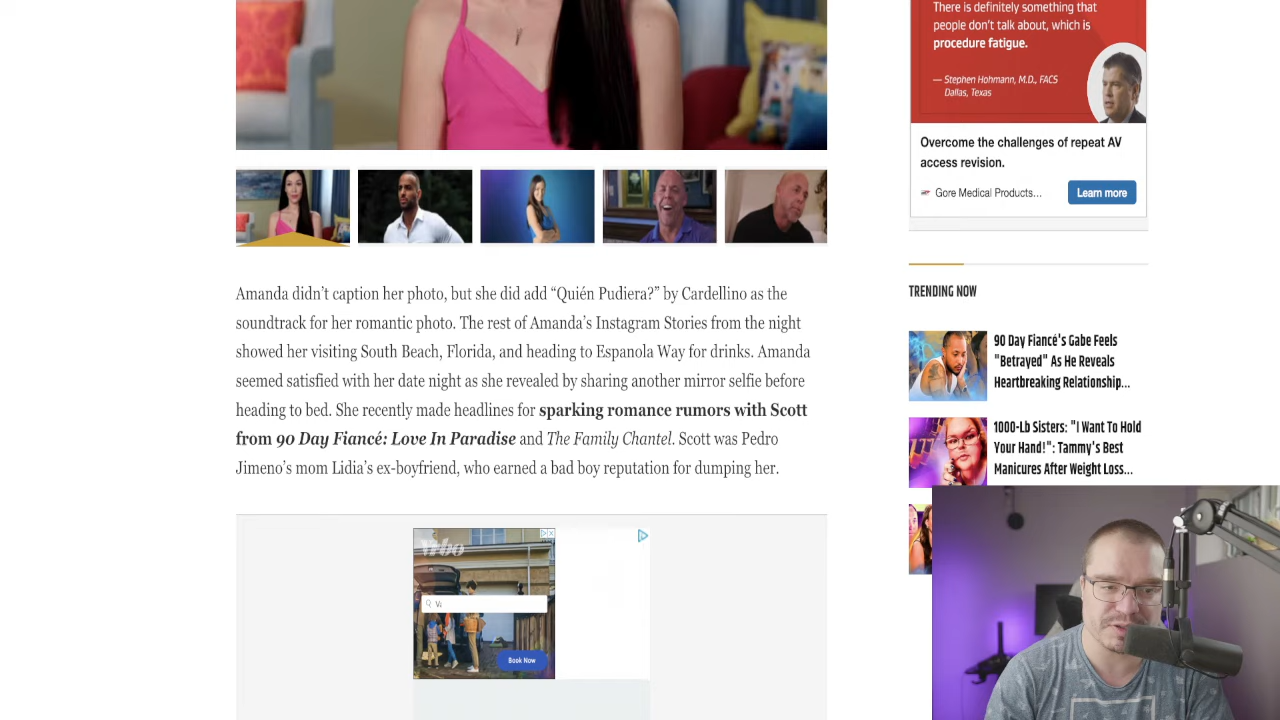 There is definitely something that
people don't talk about, which is
procedure fatigue.
— Stephen Hohmann, M.D., FACS
Dallas, Texas
Overcome the challenges of repeat AV
access revision.
Gore Medical Products...
Learn more
Amanda didn’t caption her photo, but she did add “Quién Pudiera?” by Cardellino as the
soundtrack for her romantic photo. The rest of Amanda’s Instagram Stories from the night
showed her visiting South Beach, Florida, and heading to Espanola Way for drinks. Amanda
seemed satisfied with her date night as she revealed by sharing another mirror selfie before
heading to bed. She recently made headlines for sparking romance rumors with Scott
from 90 Day Fiancé: Love In Paradise and The Family Chantel. Scott was Pedro
Jimeno’s mom Lidia’s ex-boyfriend, who earned a bad boy reputation for dumping her.
TRENDING NOW
90 Day Fiancé's Gabe Feels
"Betrayed" As He Reveals
Heartbreaking Relationship...
1000-Lb Sisters: "I Want To Hold
Your Hand!": Tammy's Best
Manicures After Weight Loss...
Vrbo
Va
Book Now